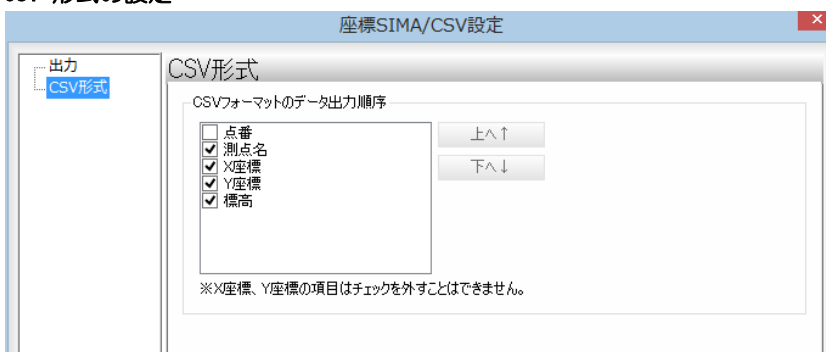 座標SIMA/CSV設定
出力
CSV形式
CSV形式
CSVフォーマットのデータ出力順序
点番
測点名
X座標
Y座標
標高
上へ↑
下へ↓
※X座標、Y座標の項目はチェックを外すことはできません。